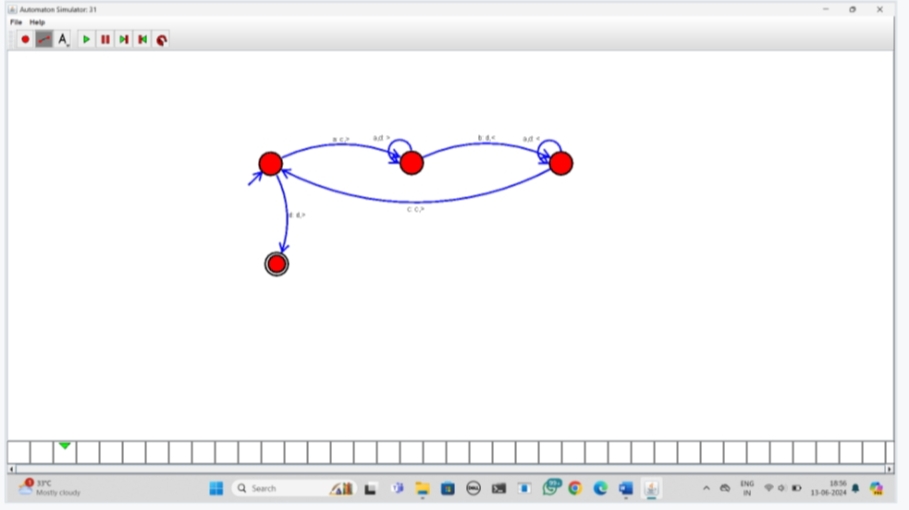 Automaton Simulator: 31
File Help
A
a,d >
a,d <
c: c,>
33°C
Mostly cloudy
Search
ENG
IN
18:56
13-06-2024